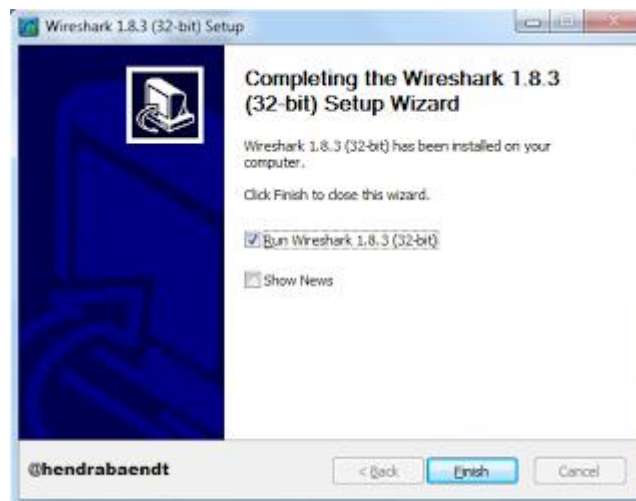 Wireshark 1.8.3 (32-bit) Setup
Completing the Wireshark 1.8.3
(32-bit) Setup Wizard
Wireshark 1.8.3 (32-bit) has been installed on your
computer.
Click Finish to close this wizard.
Run Wireshark 1.8.3 (32-bit)
Show News
@hendrabaendt
< Back
Finish
Cancel